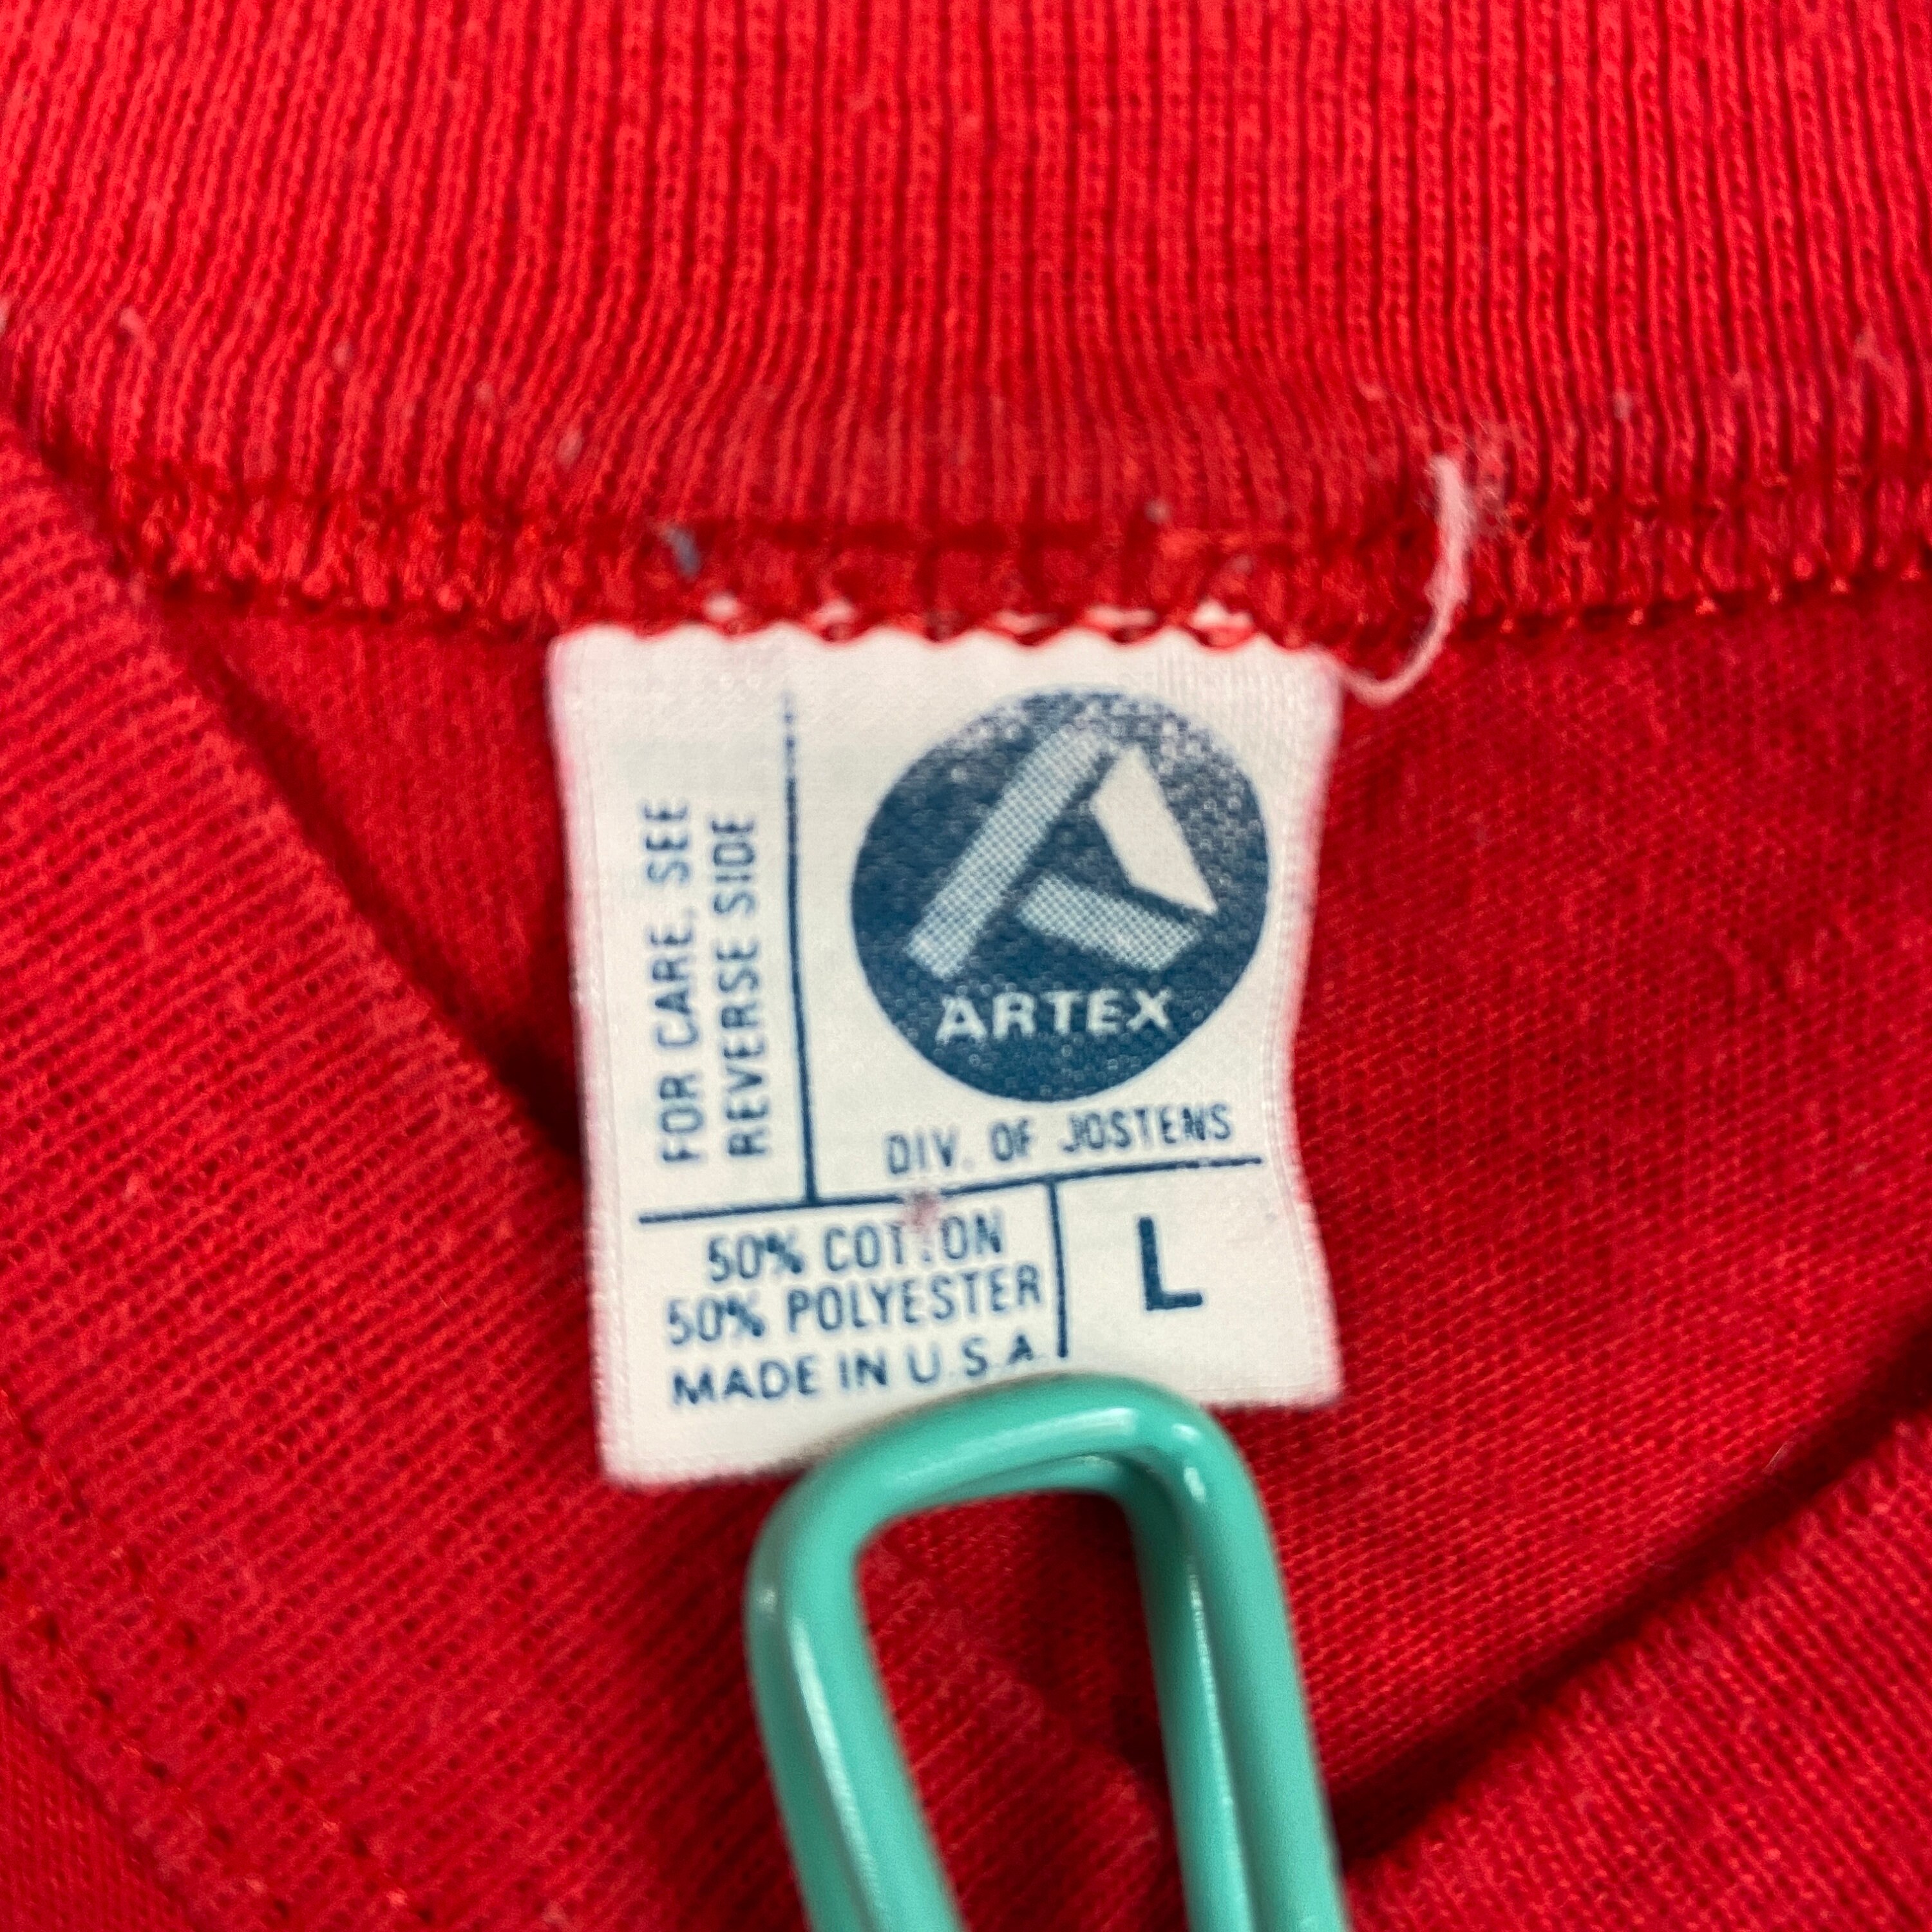 FOR CARE, SEE
REVERSE SIDE
ARTEX
DIV. OF JOSTENS
50% COTTON
50% POLYESTER
MADE IN U.S.A.
L